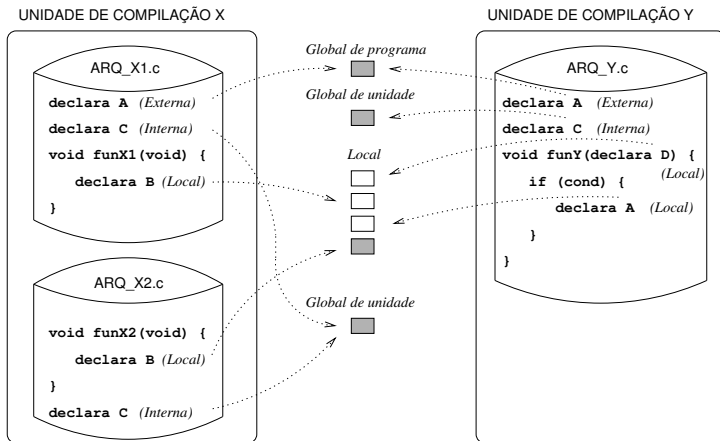 UNIDADE DE COMPILAÇÃO X
ARQ_X1.c
declara A (Externa)
declara C (Interna)
void funX1(void) {
declara B (Local)
}
ARQ_X2.c
void funX2(void) {
declara B (Local)
}
declara C (Interna)
Global de programa
Global de unidade
Local
Global de unidade
UNIDADE DE COMPILAÇÃO Y
ARQ_Y.c
declara A (Externa)
declara C (Interna)
void funY(declara D) {
(Local)
if (cond) {
declara A (Local)
}
}